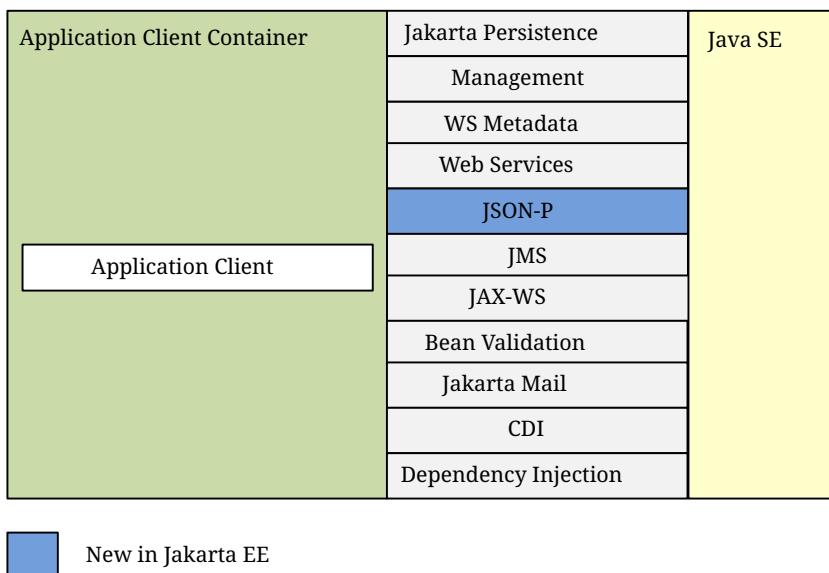 Application Client Container
Application Client
Jakarta Persistence
Management
WS Metadata
Web Services
JSON-P
JMS
JAX-WS
Bean Validation
Jakarta Mail
CDI
Dependency Injection
Java SE
New in Jakarta EE